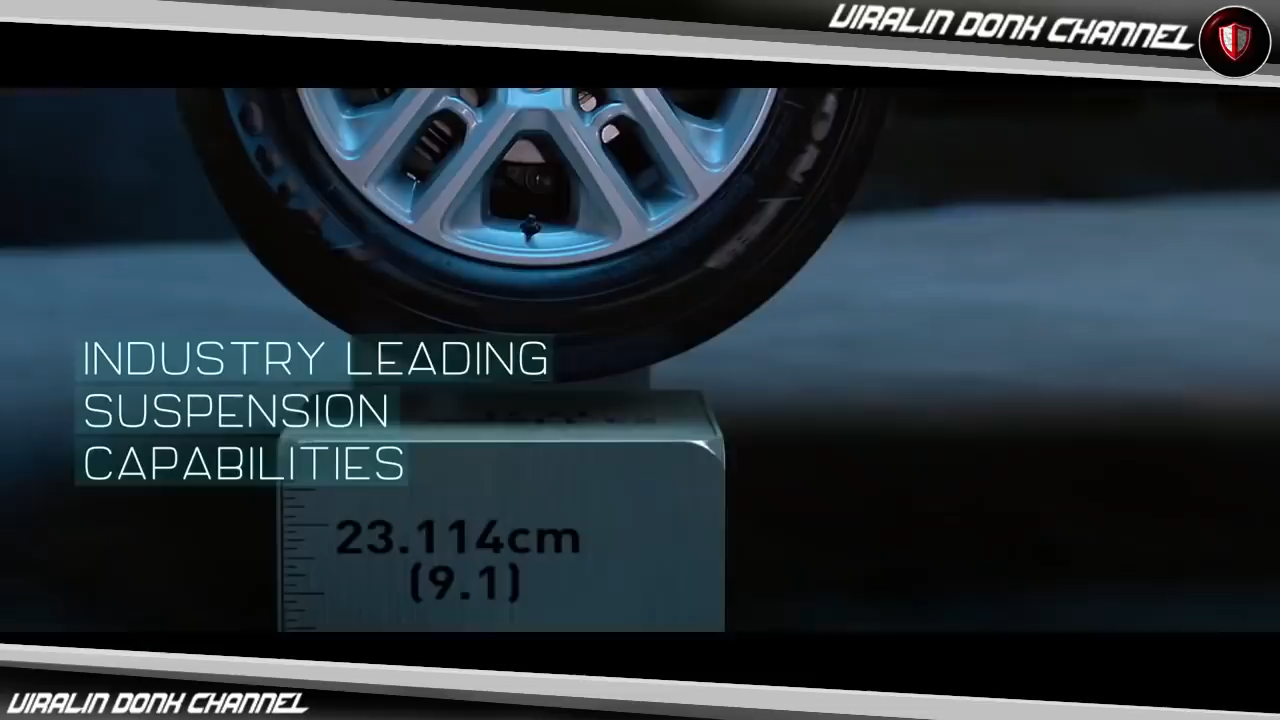 VIRALIN DONK CHANNEL
INDUSTRY LEADING
SUSPENSION
CAPABILITIES
23.114cm
(9.1)
VIRALIN DONK CHANNEL